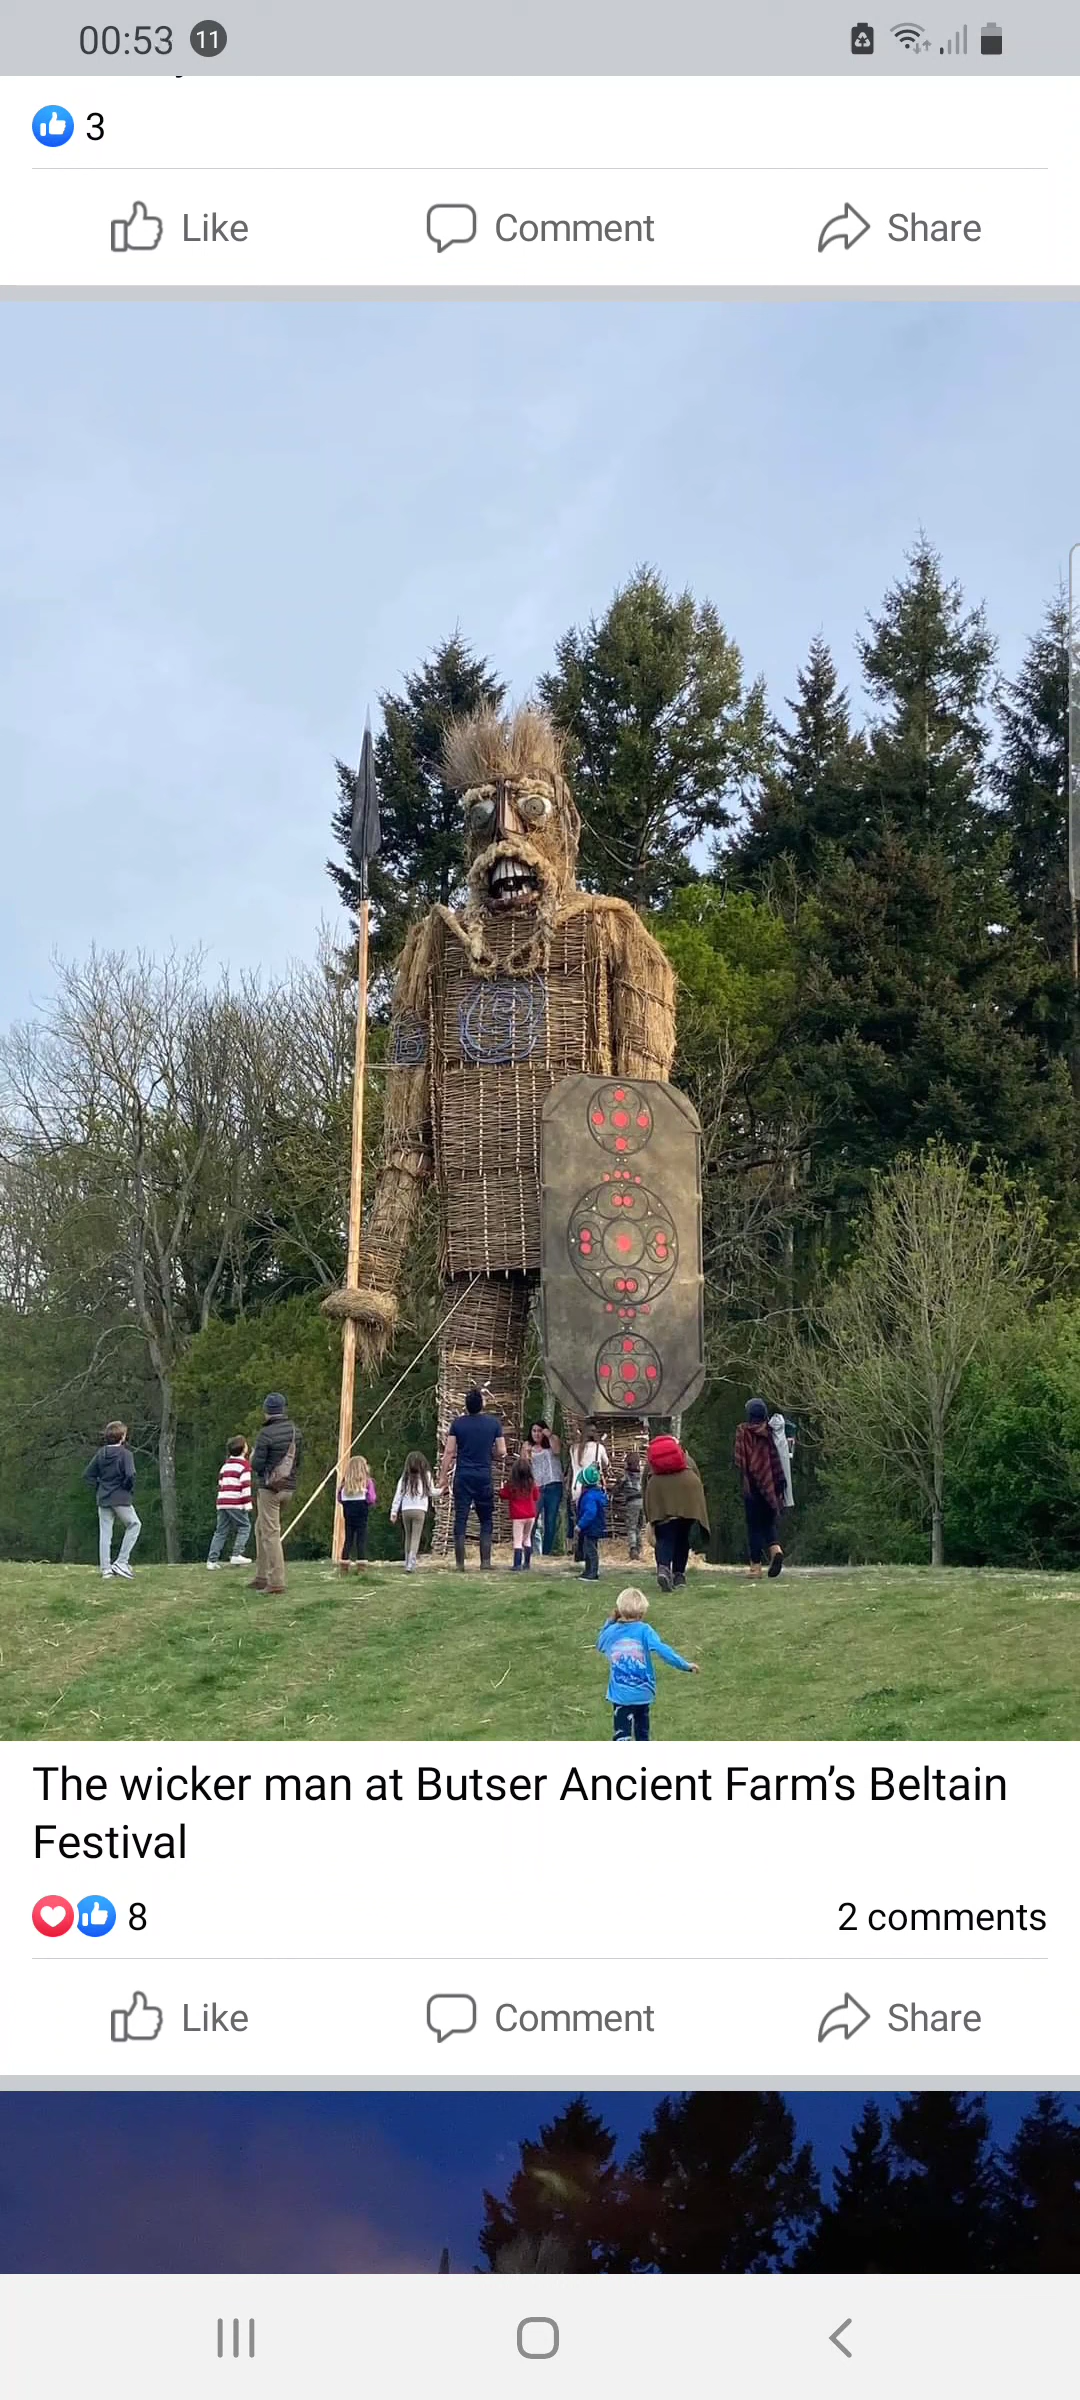 00:53 11
3
Like Comment Share
The wicker man at Butser Ancient Farm’s Beltain
Festival
8 2 comments
Like Comment Share